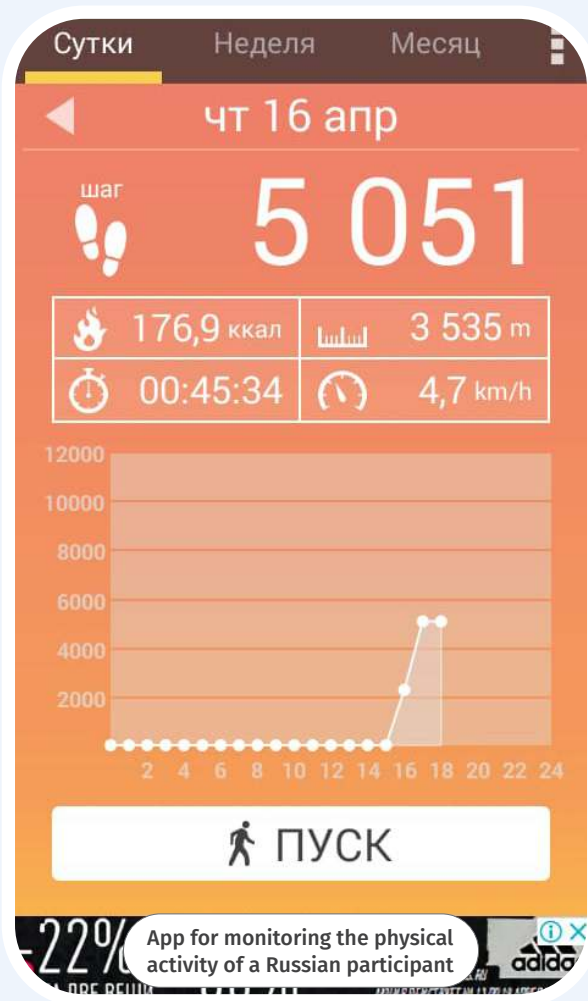 Сутки Неделя Месяц
чт 16 апр
шаг
5 051
176,9 ккал
3 535 m
00:45:34
4,7 km/h
12000
10000
8000
6000
4000
2000
2 4 6 8 10 12 14 16 18 20 22 24
ПУСК
-22%
App for monitoring the physical
activity of a Russian participant
adidas